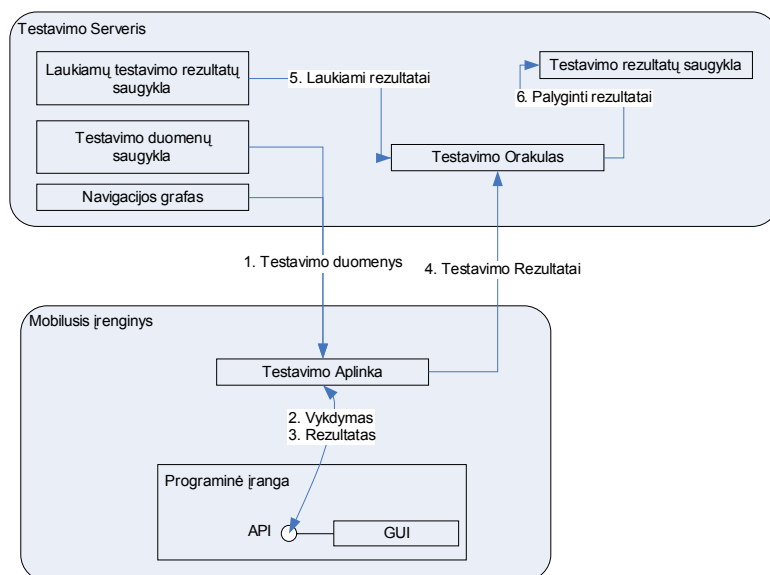 Testavimo Serveris
Laukiamų testavimo rezultatų
saugykla
5. Laukiami rezultatai
Testavimo rezultatų saugykla
6. Palyginti rezultatai
Testavimo duomenų
saugykla
Testavimo Orakulas
Navigacijos grafas
1. Testavimo duomenys
4. Testavimo Rezultatai
Mobilusis įrenginys
Testavimo Aplinka
2. Vykdymas
3. Rezultatas
Programinė įranga
API
GUI